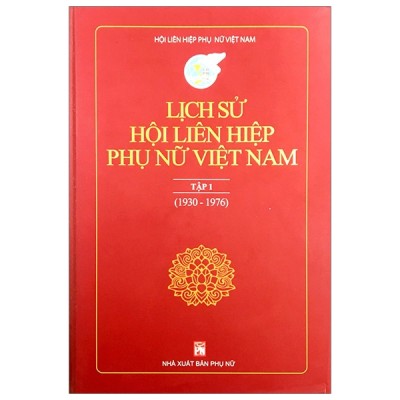 HỘI LIÊN HIỆP PHỤ NỮ VIỆT NAM
LỊCH SỬ
HỘI LIÊN HIỆP
PHỤ NỮ VIỆT NAM
TẬP 1
(1930 - 1976)
NHÀ XUẤT BẢN PHỤ NỮ